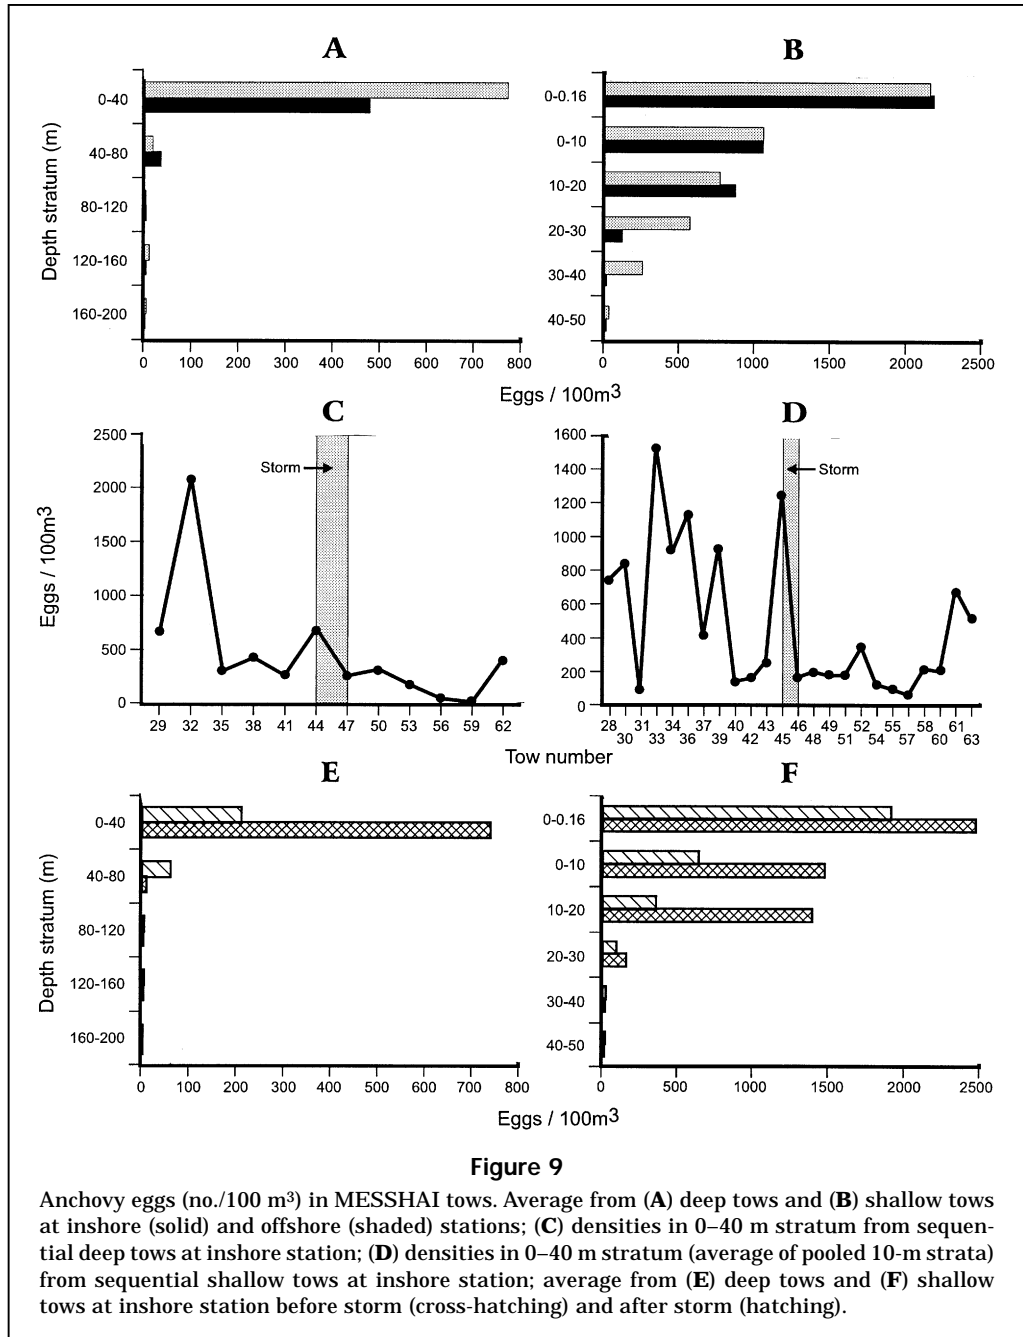 A
B
Depth stratum (m)
0-40
40-80
80-120
120-160
160-200
0 100 200 300 400 500 600 700 800
0-0.16
0-10
10-20
20-30
30-40
40-50
0 500 1000 1500 2000 2500
Eggs / 100m³
C
D
Eggs / 100m³
2500
2000
1500
1000
500
0
Storm
29 32 35 38 41 44 47 50 53 56 59 62
1600
1400
1200
1000
800
600
400
200
0
Storm
28 31 34 37 40 43 46 49 52 55 58 61
30 33 36 39 42 45 48 51 54 57 60 63
Tow number
E
F
Depth stratum (m)
0-40
40-80
80-120
120-160
160-200
0 100 200 300 400 500 600 700 800
0-0.16
0-10
10-20
20-30
30-40
40-50
0 500 1000 1500 2000 2500
Eggs / 100m³
Figure 9
Anchovy eggs (no./100 m³) in MESSHAI tows. Average from (A) deep tows and (B) shallow tows
at inshore (solid) and offshore (shaded) stations; (C) densities in 0–40 m stratum from sequen-
tial deep tows at inshore station; (D) densities in 0–40 m stratum (average of pooled 10-m strata)
from sequential shallow tows at inshore station; average from (E) deep tows and (F) shallow
tows at inshore station before storm (cross-hatching) and after storm (hatching).